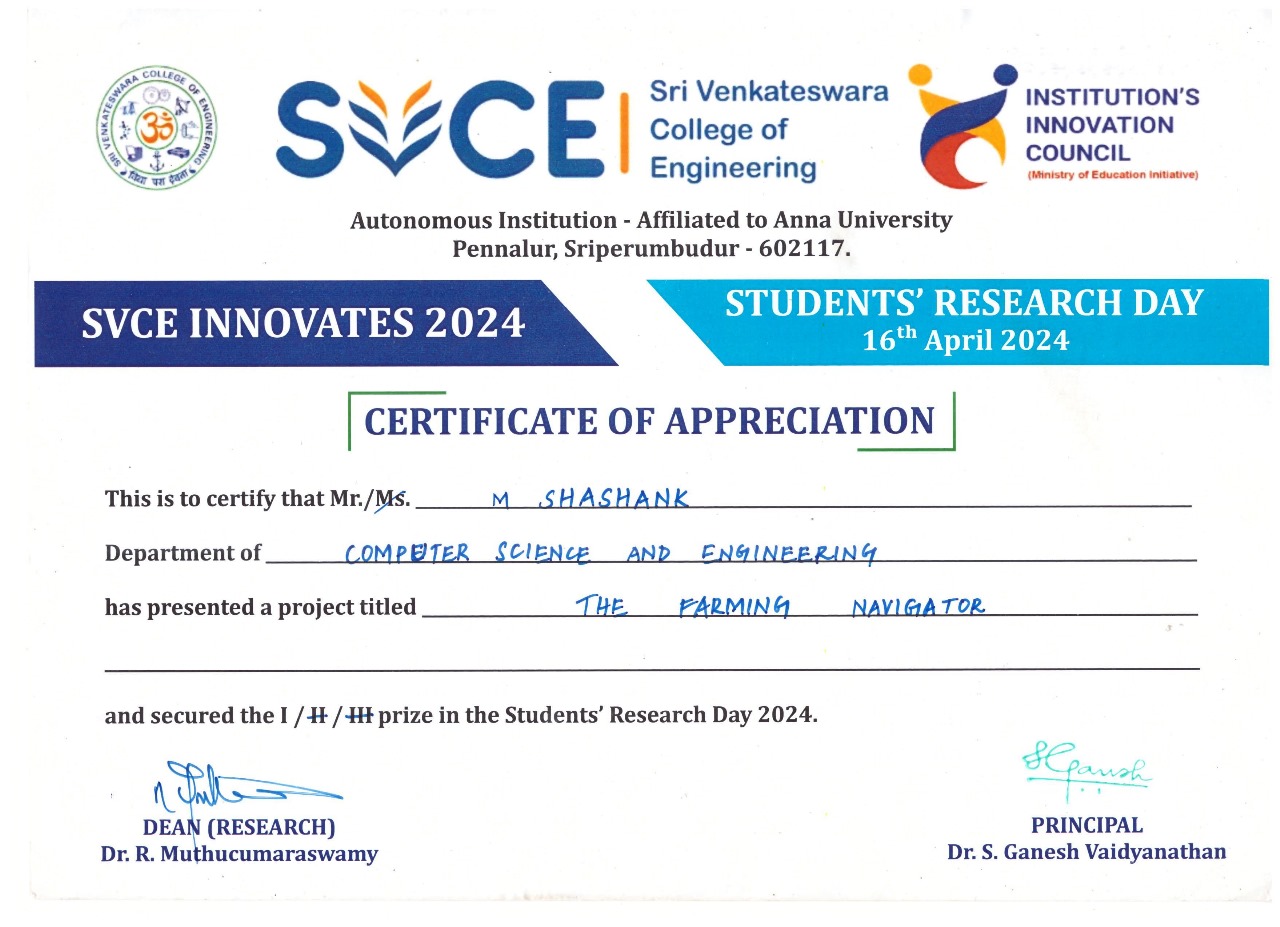 SRI VENKATESWARA COLLEGE OF ENGINEERING
विद्या परा देवता
ॐ
SVCE
Sri Venkateswara
College of
Engineering
INSTITUTION'S
INNOVATION
COUNCIL
(Ministry of Education Initiative)
Autonomous Institution - Affiliated to Anna University
Pennalur, Sriperumbudur - 602117.
SVCE INNOVATES 2024
STUDENTS' RESEARCH DAY
16th April 2024
CERTIFICATE OF APPRECIATION
This is to certify that Mr./Ms. M SHASHANK
Department of COMPUTER SCIENCE AND ENGINEERING
has presented a project titled THE FARMING NAVIGATOR
and secured the I / II / III prize in the Students' Research Day 2024.
DEAN (RESEARCH)
Dr. R. Muthucumaraswamy
SGanesh
PRINCIPAL
Dr. S. Ganesh Vaidyanathan